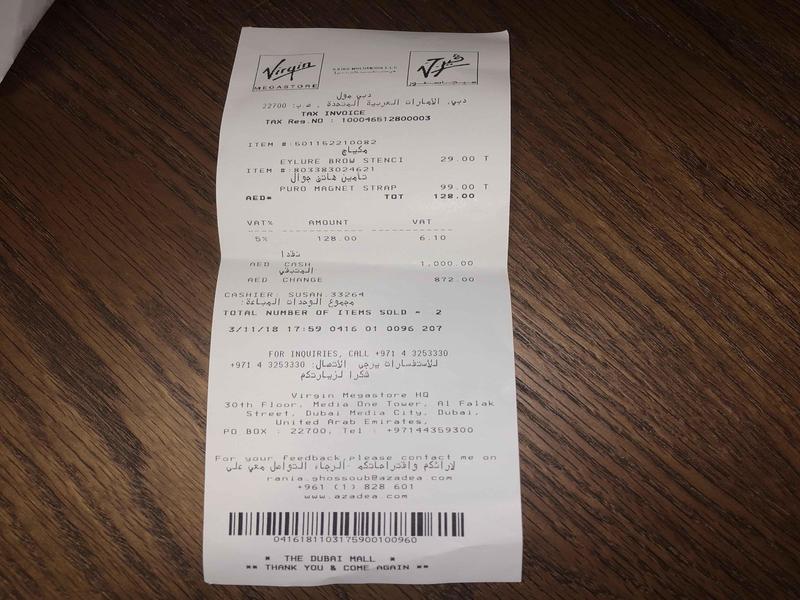 Virgin
MEGASTORE
ڤيرجن
ميجاستور
دبي مول
دبي، الامارات العربية المتحدة , ص.ب: 22700
TAX INVOICE
TAX Reg.NO : 100046512800003
ITEM #:501152210082
مكياج
EYLURE BROW STENCI 29.00 T
ITEM #:803383024621
تامين هاتف جوال
PURO MAGNET STRAP 99.00 T
AED* TOT 128.00
VAT% AMOUNT VAT
5% 128.00 6.10
نقدا
AED CASH 1,000.00
المتبقي
AED CHANGE 872.00
CASHIER: SUSAN 33264
مجموع الوحدات المباعة:
TOTAL NUMBER OF ITEMS SOLD = 2
3/11/18 17:59 0416 01 0096 207
FOR INQUIRIES, CALL +971 4 3253330
للاستفسارات يرجى الاتصال: 3253330 4 971+
شكرا لزيارتكم
Virgin Megastore HQ
30th Floor, Media One Tower, Al Falak
Street, Dubai Media City, Dubai,
United Arab Emirates,
PO BOX : 22700, Tel : +97144359300
For your feedback,please contact me on
لارائكم واقتراحاتكم الرجاء التواصل معي على
rania.ghossoub@azadea.com
+961 (1) 828 601
www.azadea.com
0416181103175900100960
* THE DUBAI MALL *
** THANK YOU & COME AGAIN **